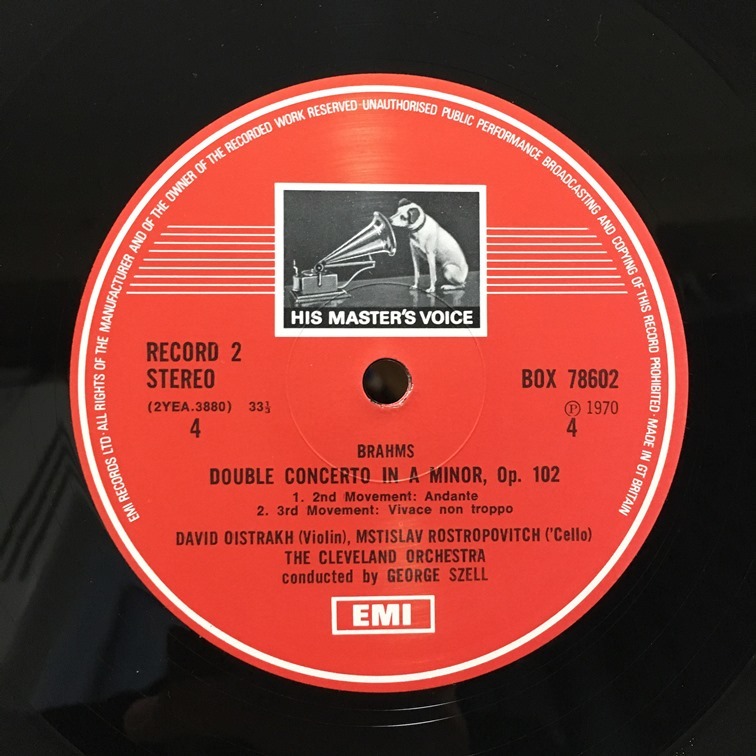 EMI RECORDS LTD·ALL RIGHTS OF THE MANUFACTURER AND OF THE OWNER OF THE RECORDED WORK RESERVED·UNAUTHORISED PUBLIC PERFORMANCE BROADCASTING AND COPYING OF THIS RECORD PROHIBITED·MADE IN GT BRITAIN
HIS MASTER'S VOICE
RECORD 2
STEREO
BOX 78602
(2YEA.3880) 33⅓
Ⓟ 1970
4
4
BRAHMS
DOUBLE CONCERTO IN A MINOR, Op. 102
1. 2nd Movement: Andante
2. 3rd Movement: Vivace non troppo
DAVID OISTRAKH (Violin), MSTISLAV ROSTROPOVITCH ('Cello)
THE CLEVELAND ORCHESTRA
conducted by GEORGE SZELL
EMI